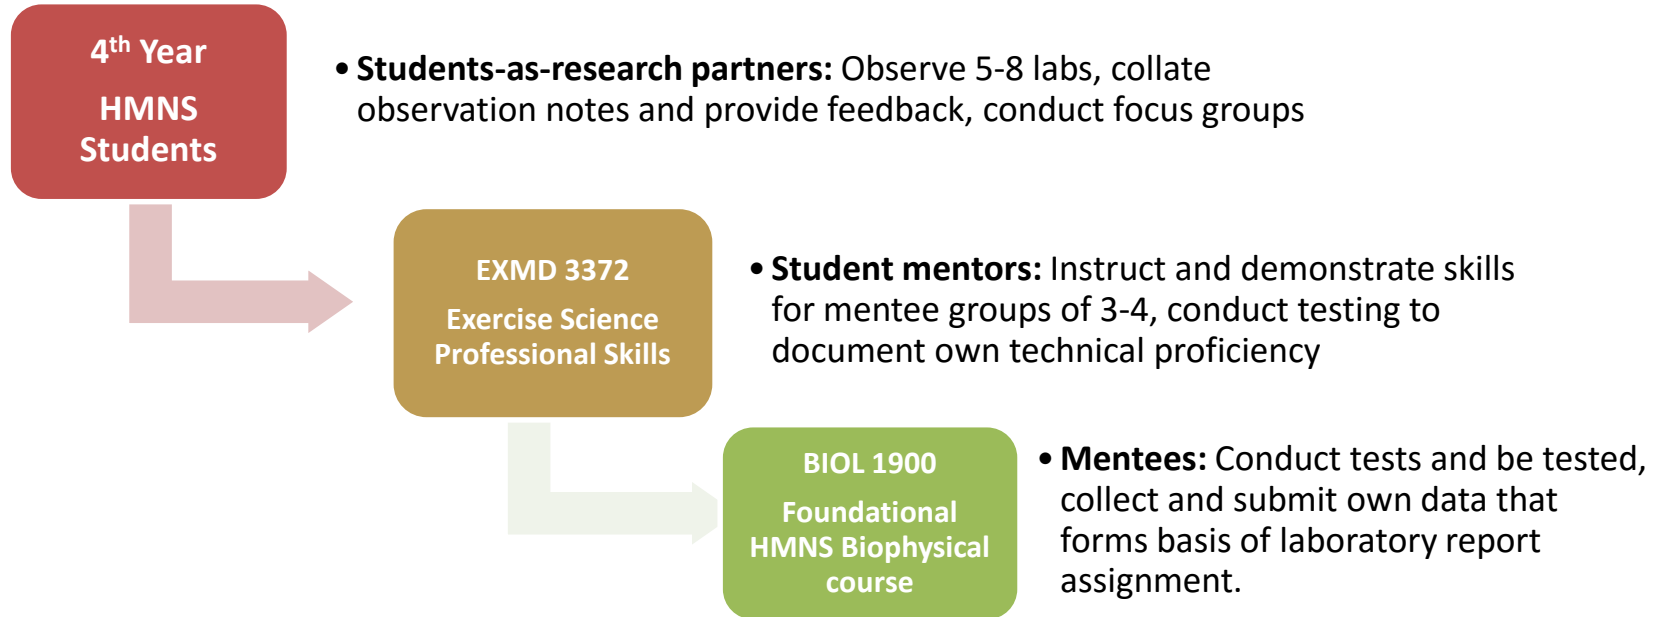 4th Year
HMNS
Students
• Students-as-research partners: Observe 5-8 labs, collate
observation notes and provide feedback, conduct focus groups
EXMD 3372
Exercise Science
Professional Skills
• Student mentors: Instruct and demonstrate skills
for mentee groups of 3-4, conduct testing to
document own technical proficiency
BIOL 1900
Foundational
HMNS Biophysical
course
• Mentees: Conduct tests and be tested,
collect and submit own data that
forms basis of laboratory report
assignment.